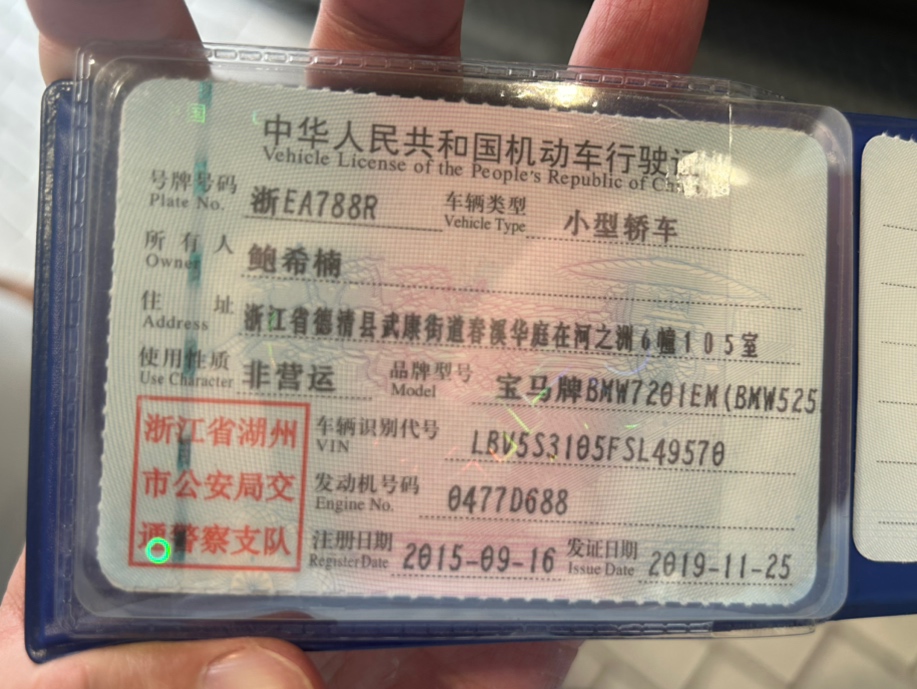 国
中华人民共和国机动车行驶证
Vehicle License of the People's Republic of
号牌号码 浙EA788R 车辆类型 小型轿车
Plate No. Vehicle Type
所有人 鲍希楠
Owner
住址 浙江省德清县武康街道春溪华庭在河之洲6幢105室
Address
使用性质 非营运 品牌型号 宝马牌BMW7201EM(BMW525
Use Character Model
浙江省湖州
市公安局交
通警察支队
车辆识别代号 LBV5S3105FSL49570
VIN
发动机号码 0477D688
Engine No.
注册日期 2015-09-16 发证日期 2019-11-25
Register Date Issue Date